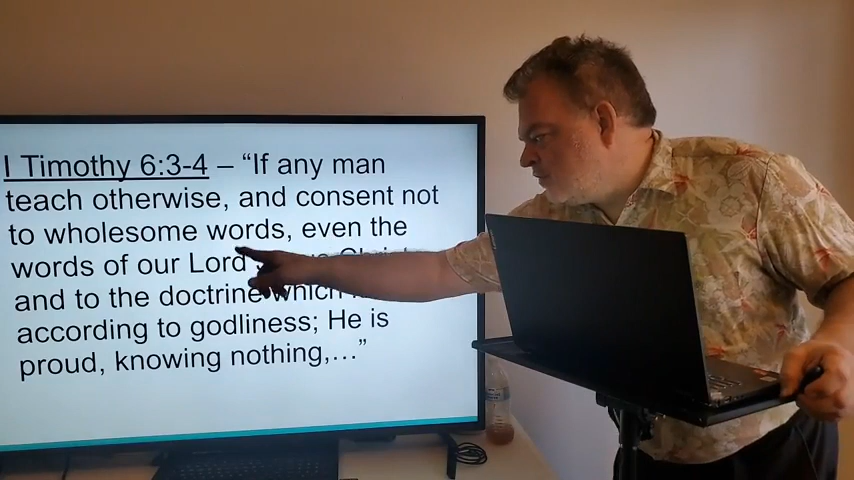 I Timothy 6:3-4 – “If any man
teach otherwise, and consent not
to wholesome words, even the
words of our Lord
and to the doctrine which
according to godliness; He is
proud, knowing nothing,…”